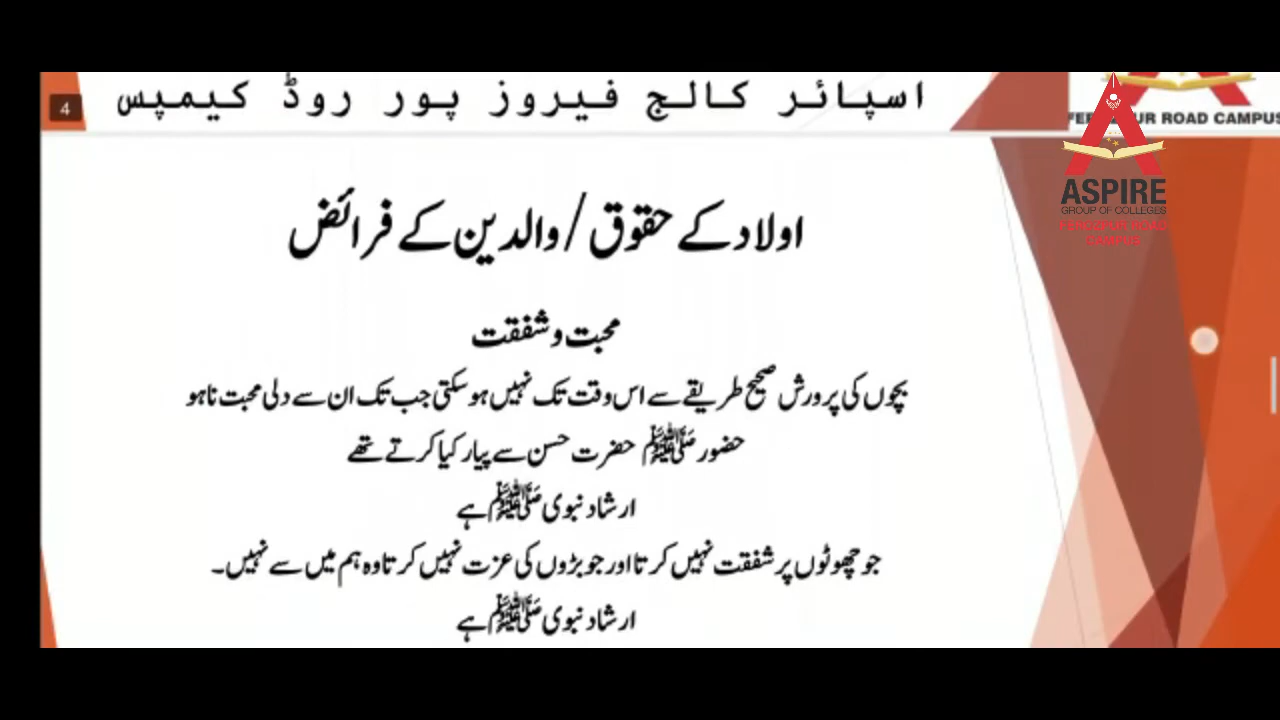 اسپائر کالج فیروز پور روڈ کیمپس
4
FEROZPUR ROAD CAMPUS
ASPIRE
GROUP OF COLLEGES
FEROZPUR ROAD
CAMPUS
اولاد کے حقوق / والدین کے فرائض
محبت و شفقت
بچوں کی پرورش صحیح طریقے سے اس وقت تک نہیں ہو سکتی جب تک ان سے دلی محبت نا ہو
حضور ﷺ حضرت حسن سے پیار کیا کرتے تھے
ارشاد نبوی ﷺ ہے
جو چھوٹوں پر شفقت نہیں کرتا اور جو بڑوں کی عزت نہیں کرتا وہ ہم میں سے نہیں۔
ارشاد نبوی ﷺ ہے